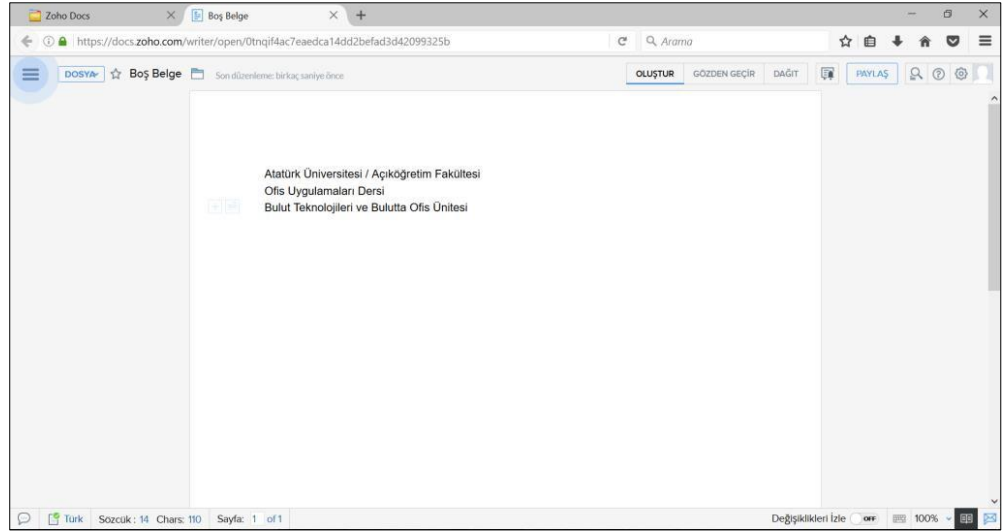 Zoho Docs
Boş Belge
https://docs.zoho.com/writer/open/0tnqif4ac7eaedca14dd2befad3d42099325b
Arama
DOSYA
Boş Belge
Son düzenleme: birkaç saniye önce
OLUŞTUR
GÖZDEN GEÇİR
DAĞIT
PAYLAŞ
Atatürk Üniversitesi / Açıköğretim Fakültesi
Ofis Uygulamaları Dersi
Bulut Teknolojileri ve Bulutta Ofis Ünitesi
Türk Sözcük : 14 Chars: 110 Sayfa: 1 of 1
Değişiklikleri İzle OFF 100%